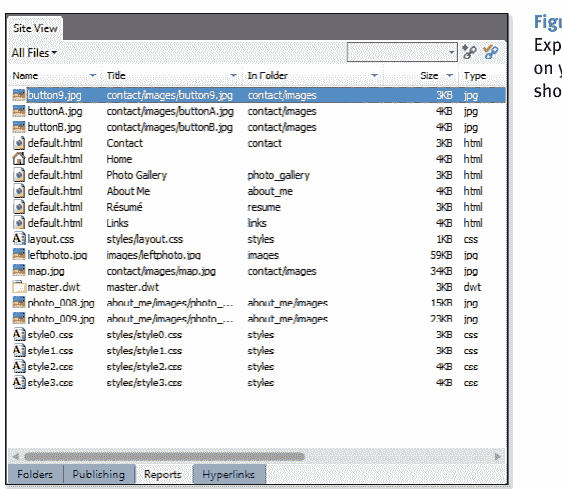 Site View
All Files
Name Title In Folder Size Type
button9.jpg contact/images/button9.jpg contact/images 3KB jpg
buttonA.jpg contact/images/buttonA.jpg contact/images 4KB jpg
buttonB.jpg contact/images/buttonB.jpg contact/images 4KB jpg
default.html Contact contact 3KB html
default.html Home 4KB html
default.html Photo Gallery photo_gallery 3KB html
default.html About Me about_me 4KB html
default.html Résumé resume 3KB html
default.html Links links 4KB html
layout.css styles/layout.css styles 1KB css
leftphoto.jpg images/leftphoto.jpg images 59KB jpg
map.jpg contact/images/map.jpg contact/images 34KB jpg
master.dwt master.dwt 3KB dwt
photo_008.jpg about_me/images/photo_... about_me/images 15KB jpg
photo_009.jpg about_me/images/photo_... about_me/images 23KB jpg
style0.css styles/style0.css styles 3KB css
style1.css styles/style1.css styles 3KB css
style2.css styles/style2.css styles 4KB css
style3.css styles/style3.css styles 4KB css
Folders Publishing Reports Hyperlinks
Figu
Exp
on y
sho